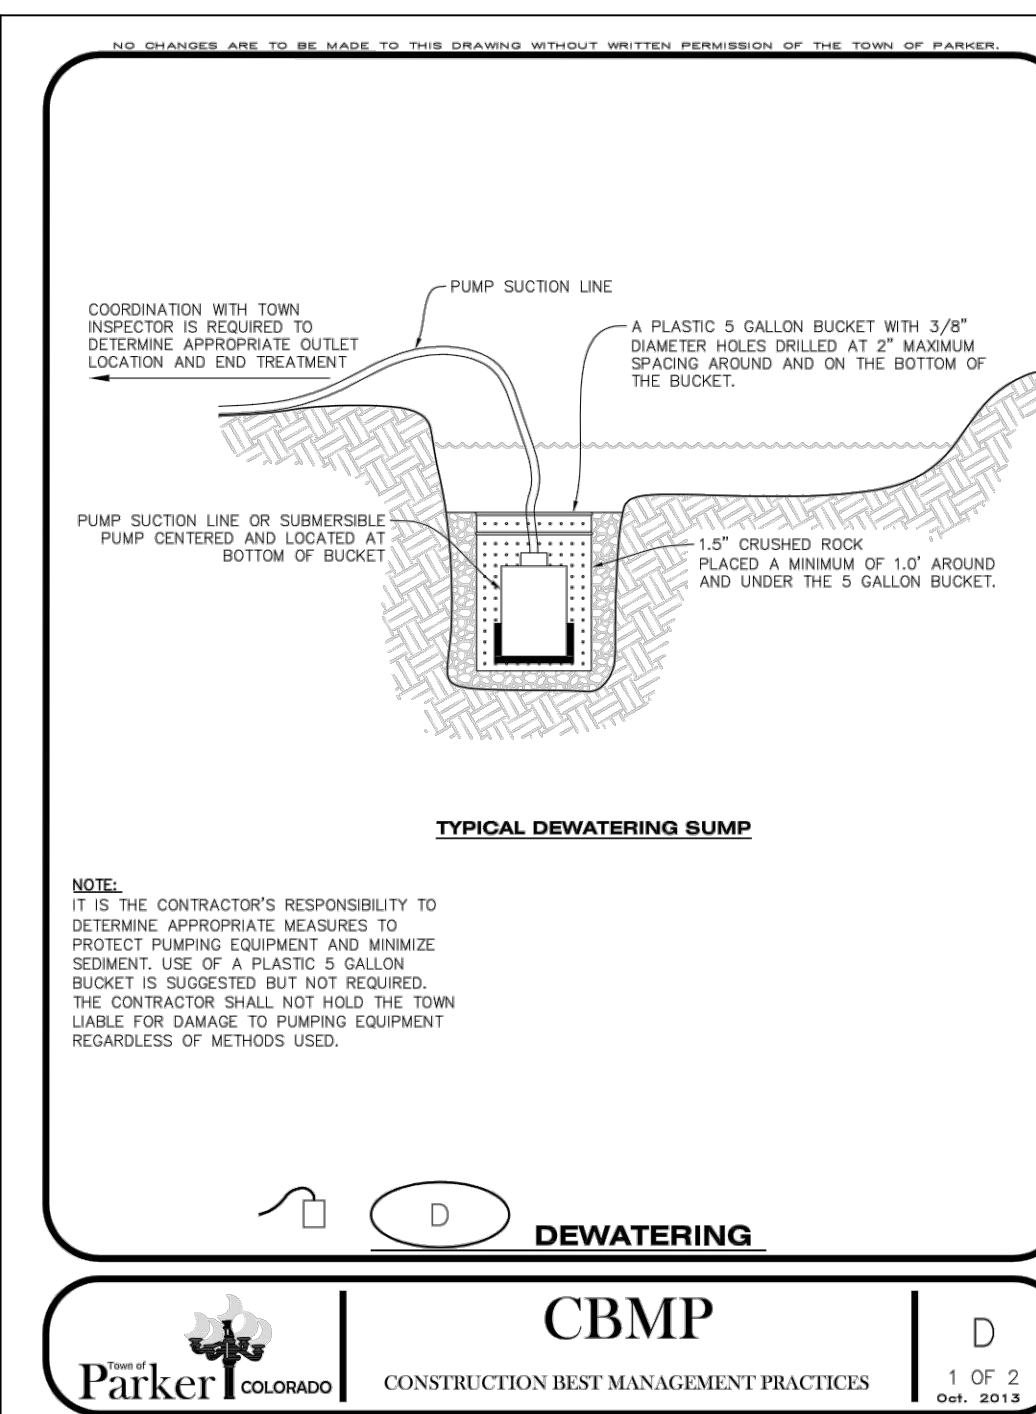 NO CHANGES ARE TO BE MADE TO THIS DRAWING WITHOUT WRITTEN PERMISSION OF THE TOWN OF PARKER.
PUMP SUCTION LINE
COORDINATION WITH TOWN
INSPECTOR IS REQUIRED TO
DETERMINE APPROPRIATE OUTLET
LOCATION AND END TREATMENT
A PLASTIC 5 GALLON BUCKET WITH 3/8"
DIAMETER HOLES DRILLED AT 2" MAXIMUM
SPACING AROUND AND ON THE BOTTOM OF
THE BUCKET.
PUMP SUCTION LINE OR SUBMERSIBLE
PUMP CENTERED AND LOCATED AT
BOTTOM OF BUCKET
1.5" CRUSHED ROCK
PLACED A MINIMUM OF 1.0' AROUND
AND UNDER THE 5 GALLON BUCKET.
TYPICAL DEWATERING SUMP
NOTE:
IT IS THE CONTRACTOR'S RESPONSIBILITY TO
DETERMINE APPROPRIATE MEASURES TO
PROTECT PUMPING EQUIPMENT AND MINIMIZE
SEDIMENT. USE OF A PLASTIC 5 GALLON
BUCKET IS SUGGESTED BUT NOT REQUIRED.
THE CONTRACTOR SHALL NOT HOLD THE TOWN
LIABLE FOR DAMAGE TO PUMPING EQUIPMENT
REGARDLESS OF METHODS USED.
D
DEWATERING
Town of
Parker
COLORADO
CBMP
CONSTRUCTION BEST MANAGEMENT PRACTICES
D
1 OF 2
Oct. 2013